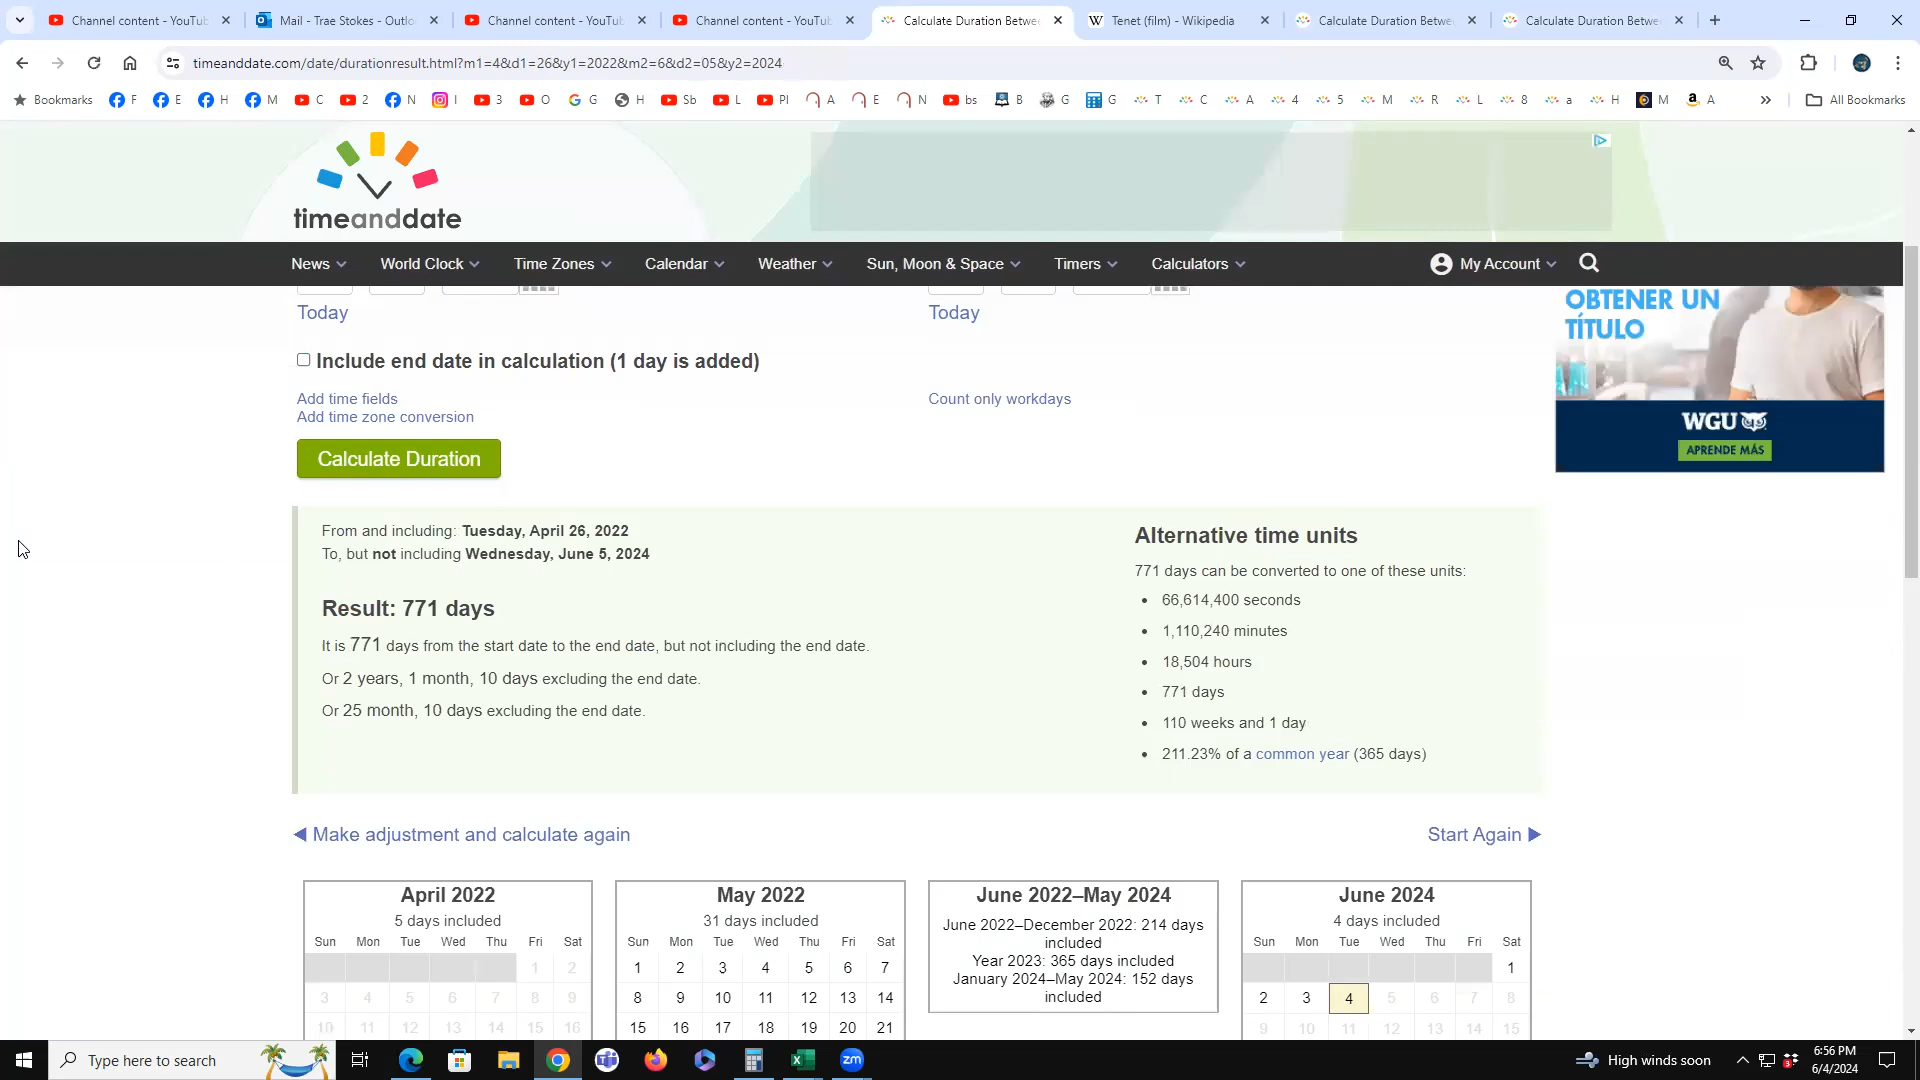 Channel content - YouTub
Mail - Trae Stokes - Outlo
Channel content - YouTub
Channel content - YouTub
Calculate Duration Betwe
Tenet (film) - Wikipedia
Calculate Duration Betwe
Calculate Duration Betwe
timeanddate.com/date/durationresult.html?m1=4&d1=26&y1=2022&m2=6&d2=05&y2=2024
Bookmarks F E H M C 2 N I 3 O G H Sb L Pl A E N bs B G G T C A 4 5 M R L 8 a H M A » All Bookmarks
timeanddate
News World Clock Time Zones Calendar Weather Sun, Moon & Space Timers Calculators My Account
Today Today
OBTENER UN
TÍTULO
Include end date in calculation (1 day is added)
Add time fields Count only workdays
Add time zone conversion
WGU
APRENDE MÁS
Calculate Duration
From and including: Tuesday, April 26, 2022
To, but not including Wednesday, June 5, 2024
Result: 771 days
It is 771 days from the start date to the end date, but not including the end date.
Or 2 years, 1 month, 10 days excluding the end date.
Or 25 month, 10 days excluding the end date.
Alternative time units
771 days can be converted to one of these units:
• 66,614,400 seconds
• 1,110,240 minutes
• 18,504 hours
• 771 days
• 110 weeks and 1 day
• 211.23% of a common year (365 days)
Make adjustment and calculate again
Start Again
April 2022
5 days included
Sun Mon Tue Wed Thu Fri Sat
1 2
3 4 5 6 7 8 9
10 11 12 13 14 15 16
May 2022
31 days included
Sun Mon Tue Wed Thu Fri Sat
1 2 3 4 5 6 7
8 9 10 11 12 13 14
15 16 17 18 19 20 21
June 2022–May 2024
June 2022–December 2022: 214 days
included
Year 2023: 365 days included
January 2024–May 2024: 152 days
included
June 2024
4 days included
Sun Mon Tue Wed Thu Fri Sat
1
2 3 4 5 6 7 8
9 10 11 12 13 14 15
Type here to search
zm
High winds soon
3
6:56 PM
6/4/2024